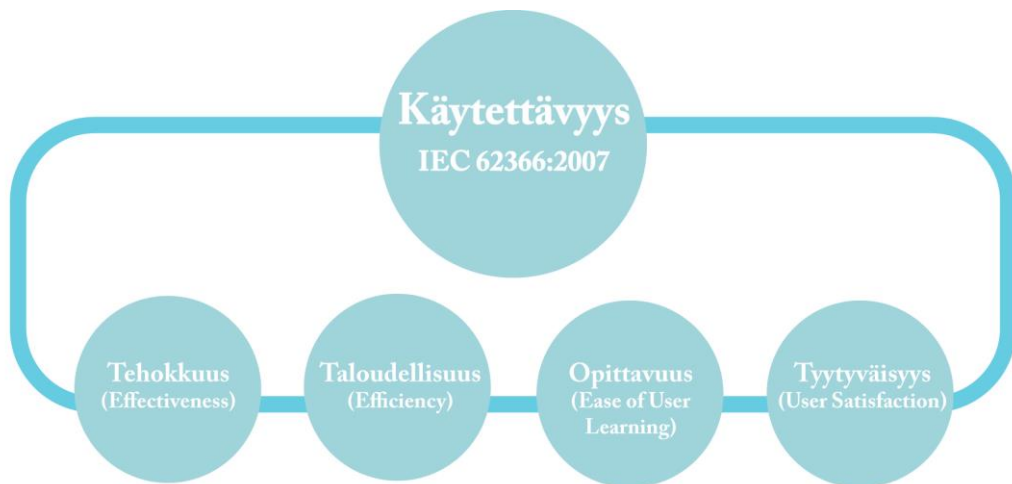 Käytettävyys
IEC 62366:2007
Tehokkuus
(Effectiveness)
Taloudellisuus
(Efficiency)
Opittavuus
(Ease of User
Learning)
Tyytyväisyys
(User Satisfaction)